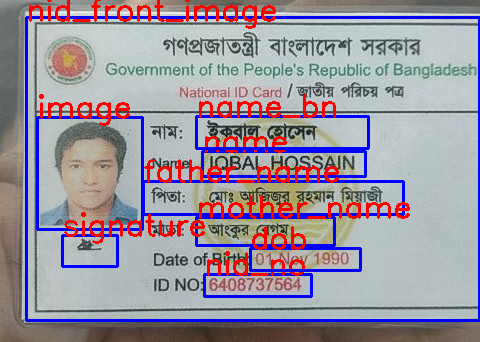 nid_front_image
গণপ্রজাতন্ত্রী বাংলাদেশ সরকার
Government of the People's Republic of Bangladesh
National ID Card / জাতীয় পরিচয় পত্র
image
name_bn
নাম: ইকবাল হোসেন
name
Name: IQBAL HOSSAIN
father_name
পিতা: মোঃ আজিজুর রহমান মিয়াজী
mother_name
signature
মাতা: আংকুর বেগম
dob
Date of Birth: 01 Nov 1990
nid_no
ID NO: 6408737564